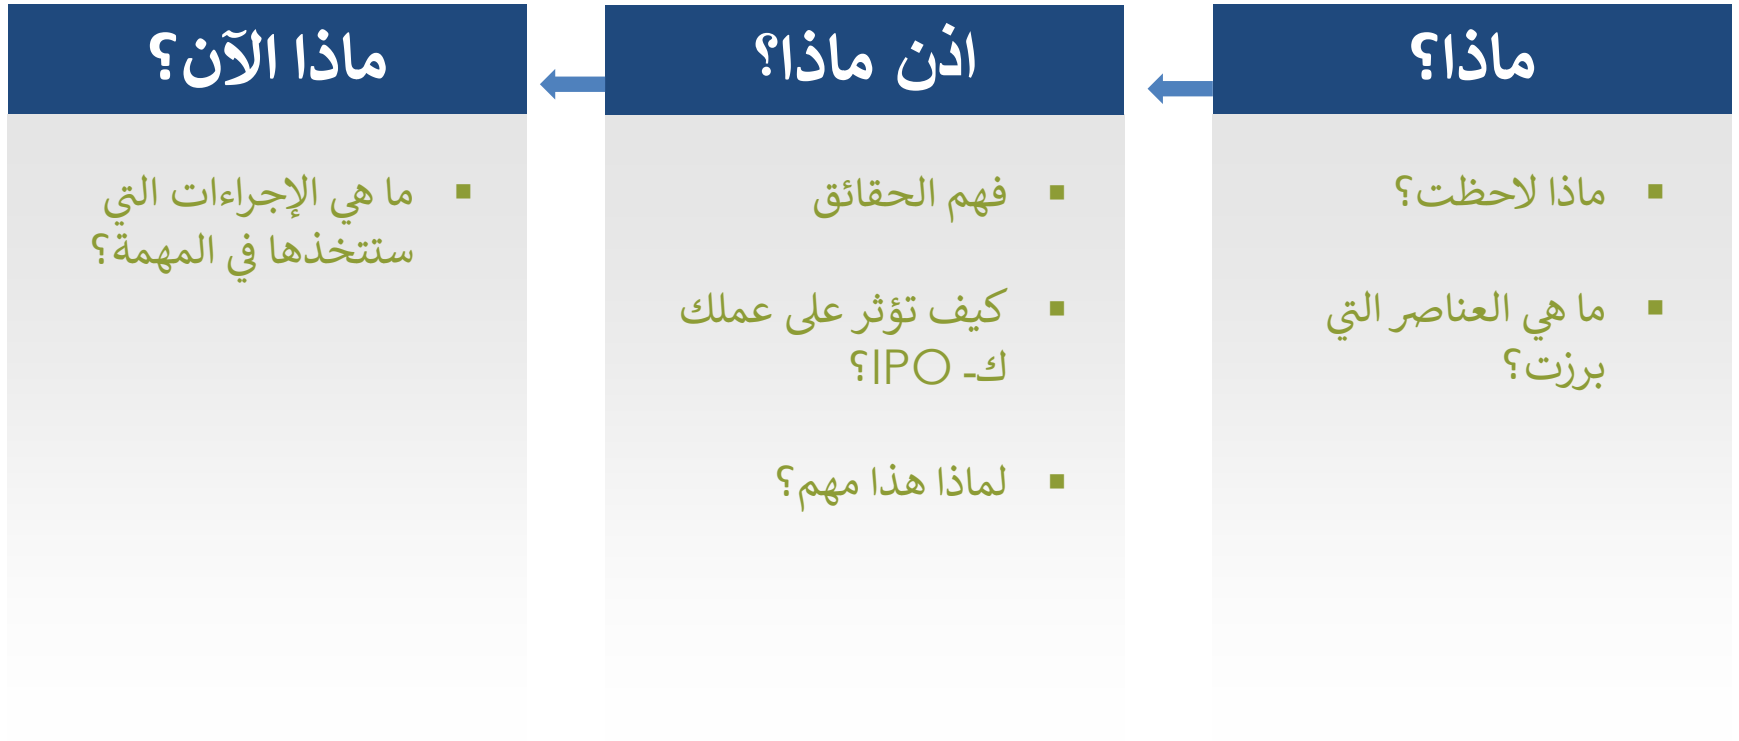 ماذا؟
ماذا لاحظت؟
ما هي العناصر التي
برزت؟
اذن ماذا؟
فهم الحقائق
كيف تؤثر على عملك
ك- IPO؟
لماذا هذا مهم؟
ماذا الآن؟
ما هي الإجراءات التي
ستتخذها في المهمة؟